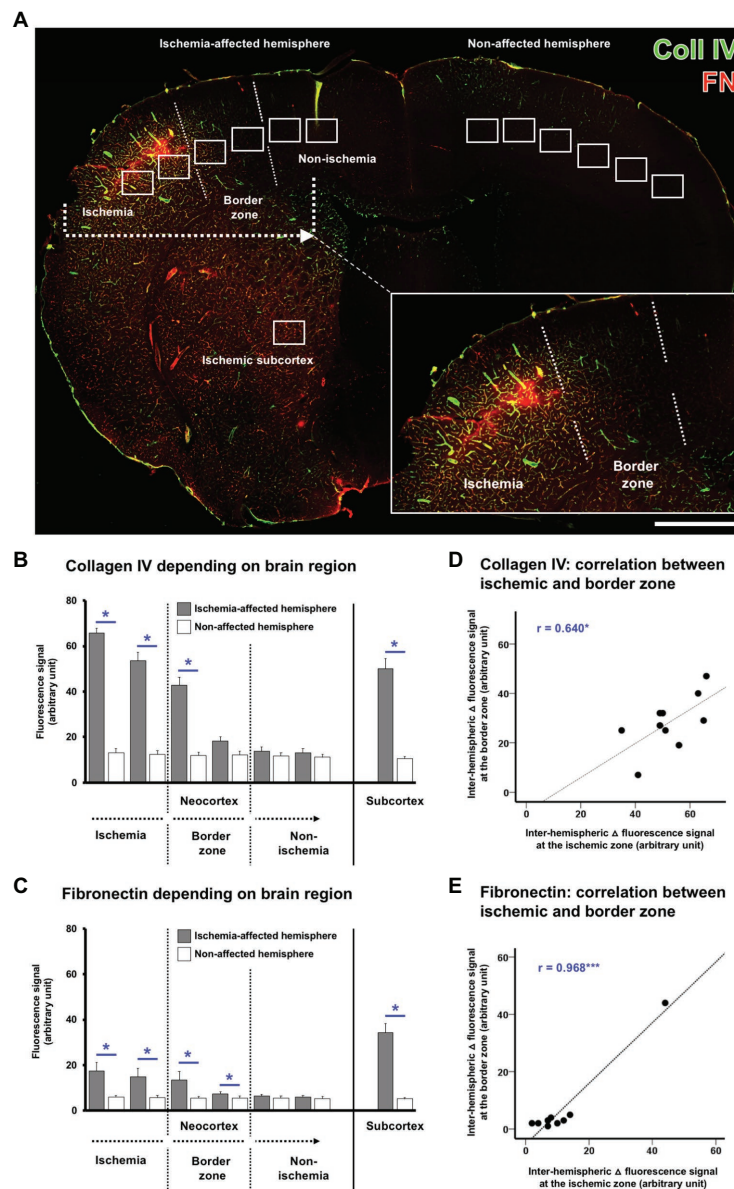 A
Ischemia-affected hemisphere
Non-affected hemisphere
Coll IV
FN
Non-ischemia
Ischemia
Border
zone
Ischemic subcortex
Ischemia
Border
zone
B
Collagen IV depending on brain region
Fluorescence signal
(arbitrary unit)
80
60
40
20
0
Ischemia-affected hemisphere
Non-affected hemisphere
*
*
*
*
Neocortex
Subcortex
Ischemia
Border
zone
Non-
ischemia
C
Fibronectin depending on brain region
Fluorescence signal
(arbitrary unit)
80
60
40
20
0
Ischemia-affected hemisphere
Non-affected hemisphere
*
*
*
*
*
Neocortex
Subcortex
Ischemia
Border
zone
Non-
ischemia
D
Collagen IV: correlation between
ischemic and border zone
Inter-hemispheric Δ fluorescence signal
at the border zone (arbitrary unit)
r = 0.640*
60
40
20
0
0 20 40 60
Inter-hemispheric Δ fluorescence signal
at the ischemic zone (arbitrary unit)
E
Fibronectin: correlation between
ischemic and border zone
Inter-hemispheric Δ fluorescence signal
at the border zone (arbitrary unit)
r = 0.968***
60
40
20
0
0 20 40 60
Inter-hemispheric Δ fluorescence signal
at the ischemic zone (arbitrary unit)